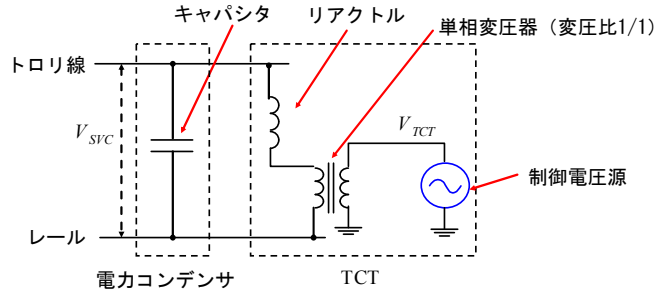 キャパシタ
リアクトル
単相変圧器（変圧比1/1）
トロリ線
V_SVC
V_TCT
制御電圧源
レール
電力コンデンサ
TCT